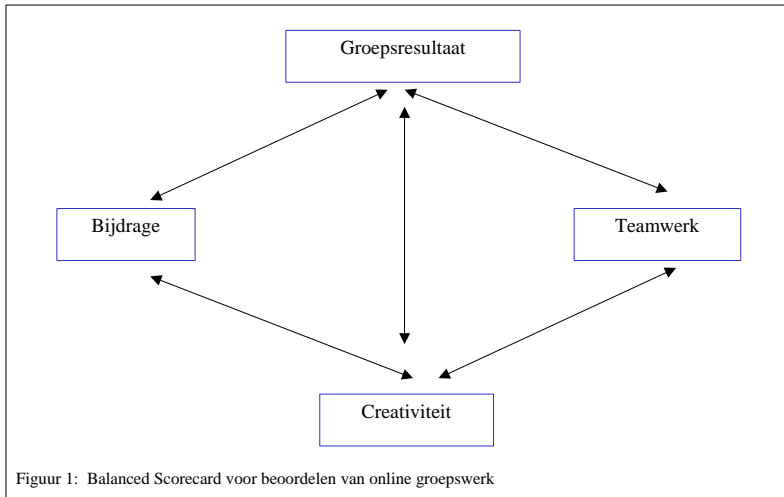 Groepsresultaat
Bijdrage
Teamwerk
Creativiteit
Figuur 1: Balanced Scorecard voor beoordelen van online groepswerk